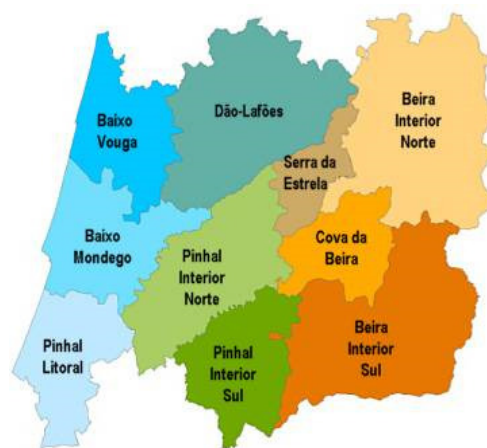 Baixo
Vouga
Dão-Lafões
Beira
Interior
Norte
Serra da
Estrela
Baixo
Mondego
Pinhal
Interior
Norte
Cova da
Beira
Pinhal
Litoral
Pinhal
Interior
Sul
Beira
Interior
Sul